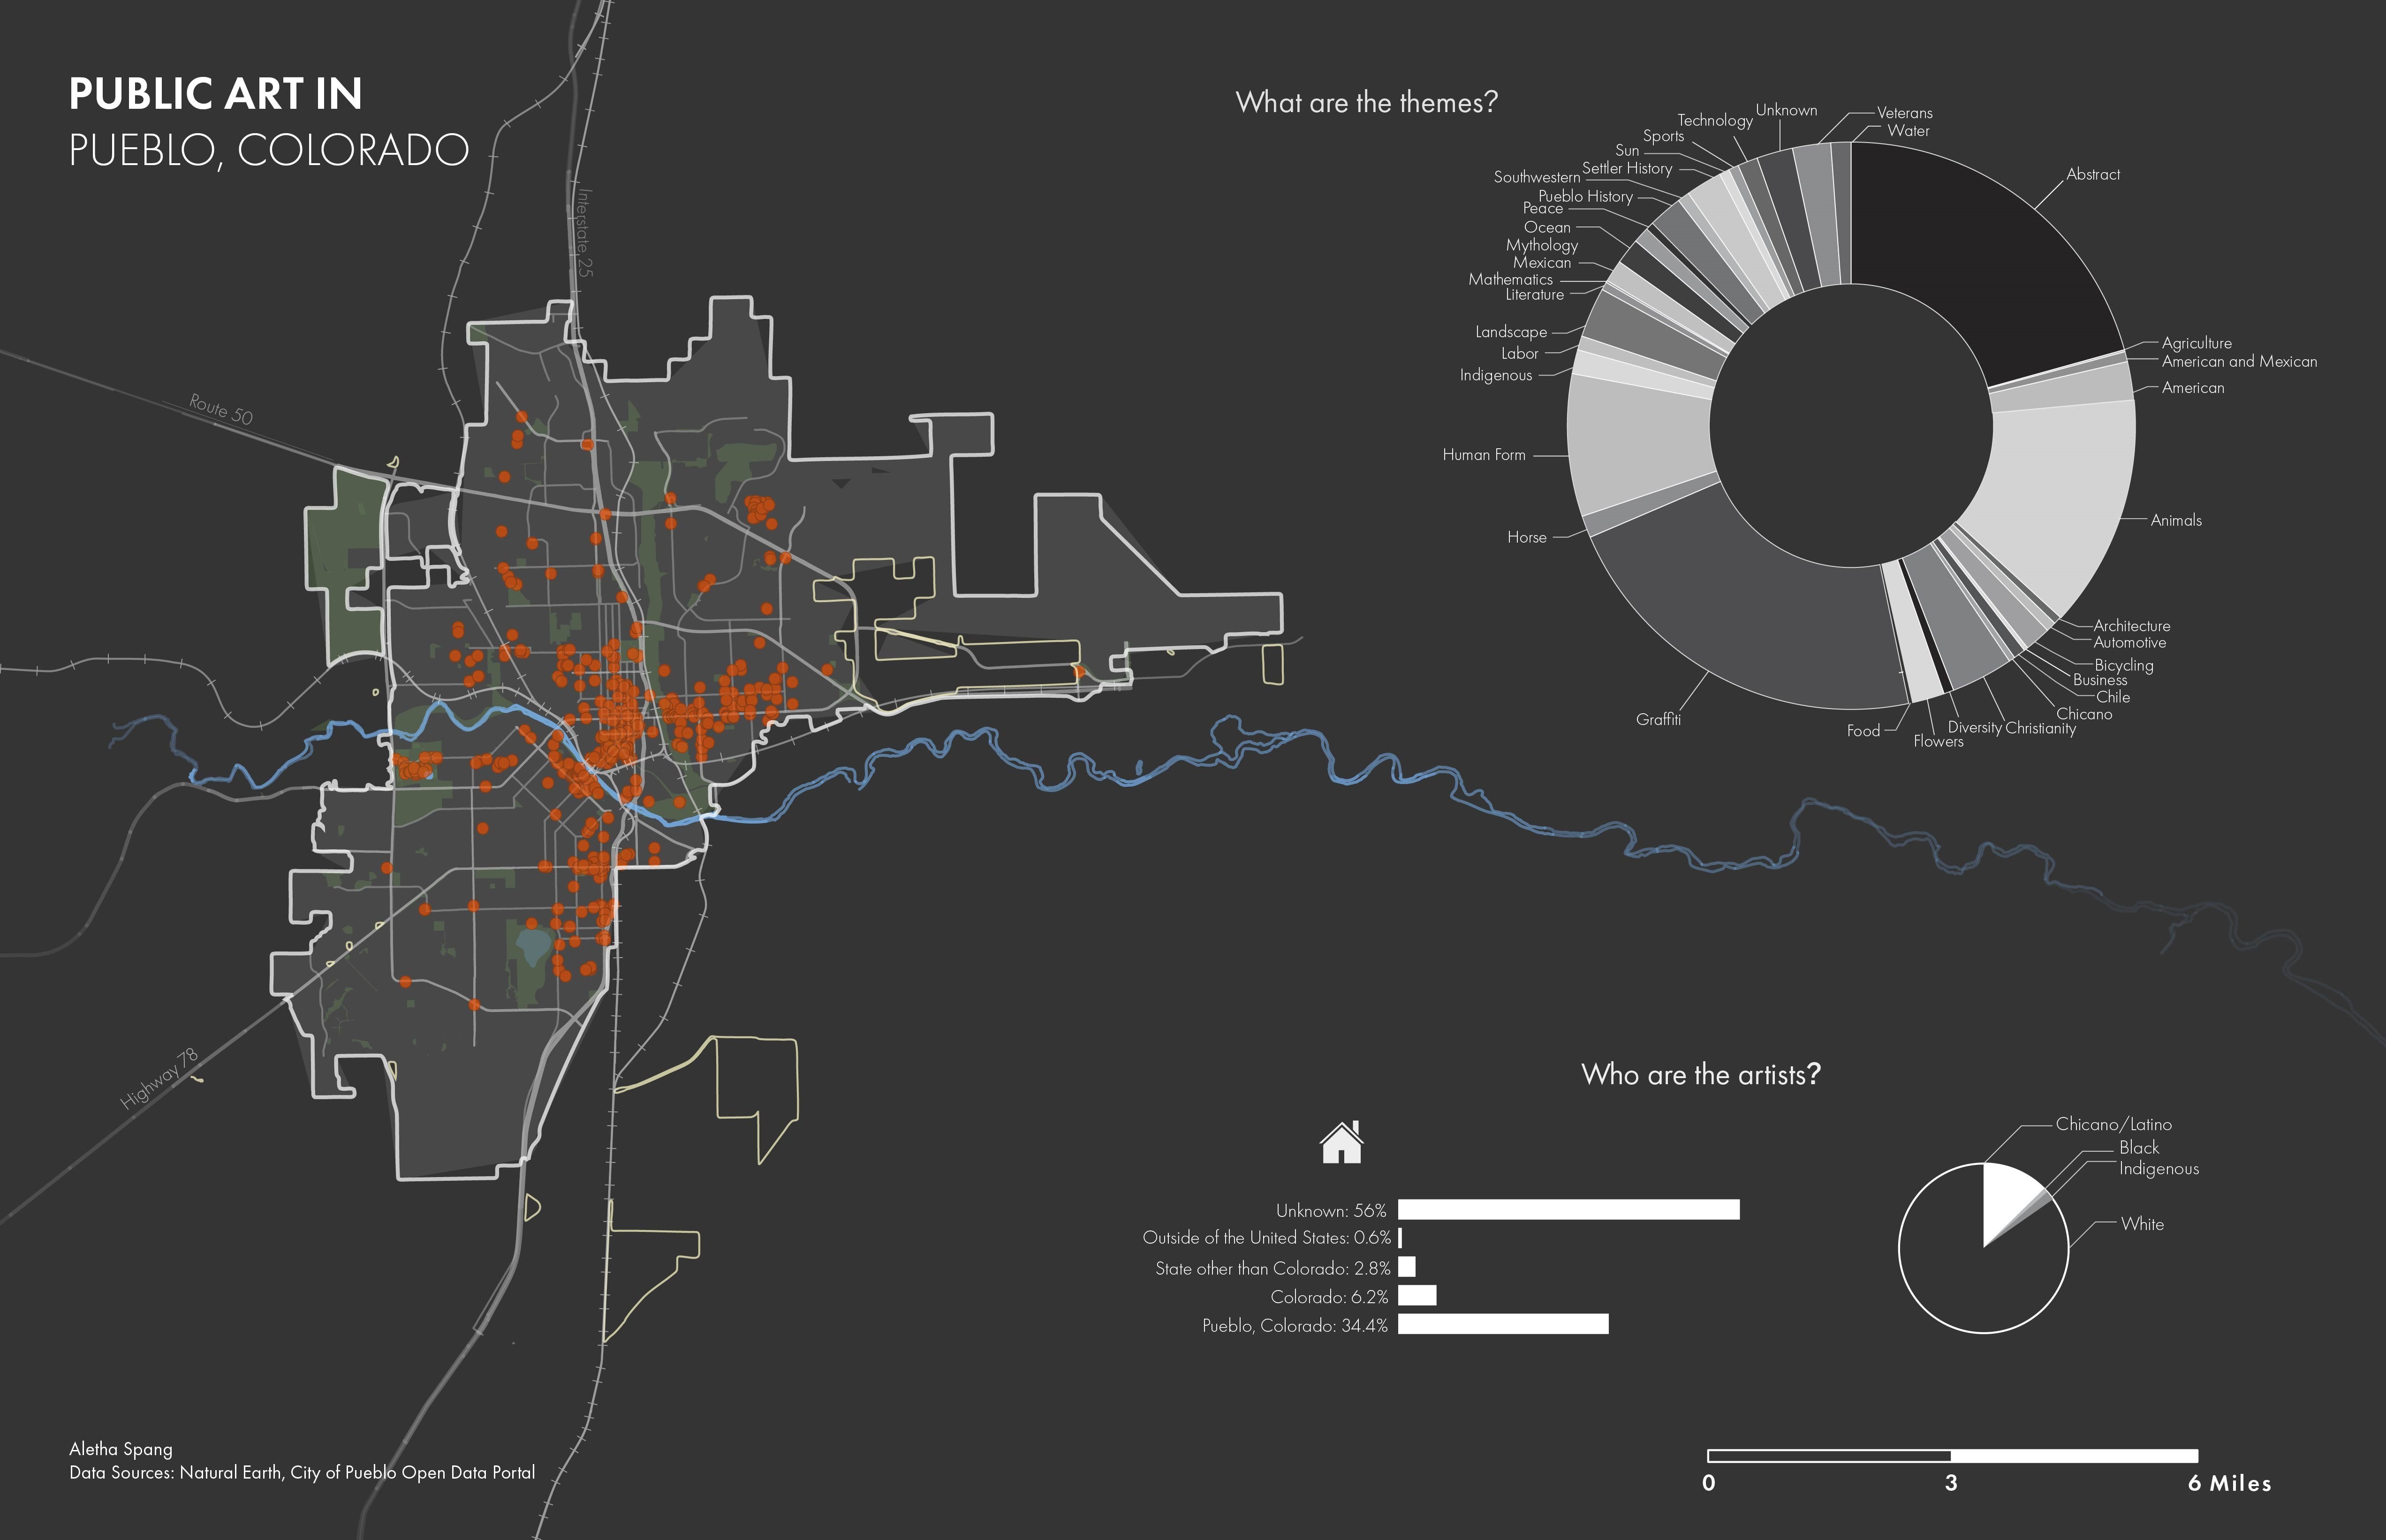 PUBLIC ART IN
PUEBLO, COLORADO
Interstate 25
Route 50
Highway 78
What are the themes?
Abstract
Agriculture
American and Mexican
American
Animals
Architecture
Automotive
Bicycling
Business
Chile
Chicano
Christianity
Diversity
Flowers
Food
Graffiti
Horse
Human Form
Indigenous
Labor
Landscape
Literature
Mathematics
Mexican
Mythology
Ocean
Peace
Pueblo History
Southwestern
Settler History
Sun
Sports
Technology
Unknown
Veterans
Water
Who are the artists?
Unknown: 56%
Outside of the United States: 0.6%
State other than Colorado: 2.8%
Colorado: 6.2%
Pueblo, Colorado: 34.4%
Chicano/Latino
Black
Indigenous
White
Aletha Spang
Data Sources: Natural Earth, City of Pueblo Open Data Portal
0 3 6 Miles